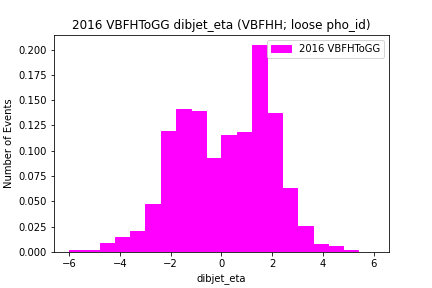 2016 VBFHToGG dibjet_eta (VBFHH; loose pho_id)
2016 VBFHToGG
0.200
0.175
0.150
0.125
0.100
0.075
0.050
0.025
0.000
Number of Events
−6 −4 −2 0 2 4 6
dibjet_eta